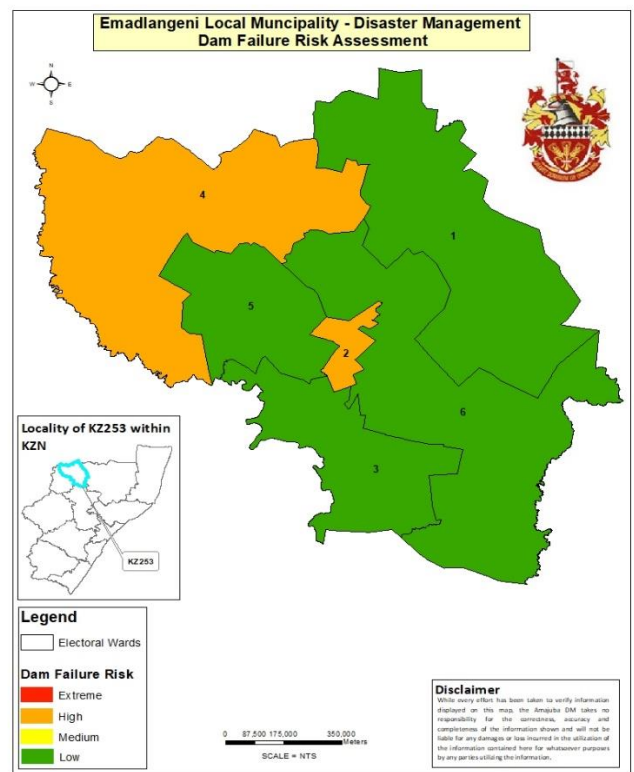 Emadlangeni Local Muncipality - Disaster Management
Dam Failure Risk Assessment
N
W E
S
4
1
5
2
6
3
Locality of KZ253 within
KZN
KZ253
Legend
Electoral Wards
Dam Failure Risk
Extreme
High
Medium
Low
0 87,500 175,000 350,000
Meters
SCALE = NTS
Disclaimer
While every effort has been taken to verify information
displayed on this map, the Amajuba DM takes no
responsibility for the correctness, accuracy and
completeness of the information shown and will not be
liable for any damages or loss incurred in the utilization of
the information contained here for whatsoever purposes
by any parties utilizing the information.